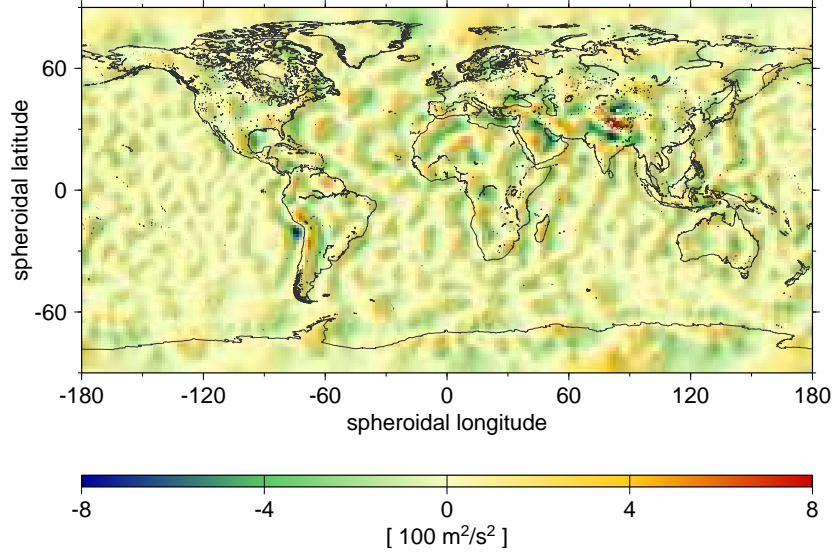 spheroidal latitude
60
0
-60
-180 -120 -60 0 60 120 180
spheroidal longitude
-8 -4 0 4 8
[ 100 m²/s² ]